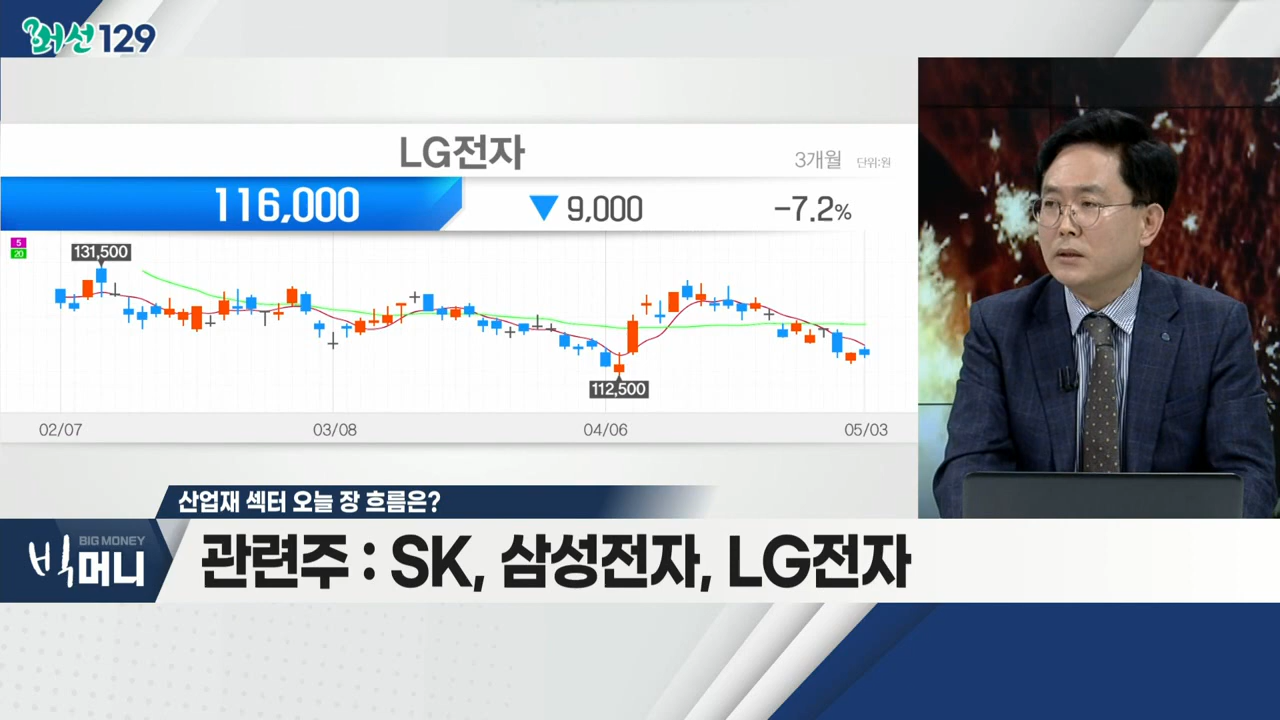 머선129
LG전자
3개월 단위:원
116,000 ▼ 9,000 -7.2%
5
20
131,500
112,500
02/07 03/08 04/06 05/03
산업재 섹터 오늘 장 흐름은?
BIG MONEY
빅머니
관련주 : SK, 삼성전자, LG전자